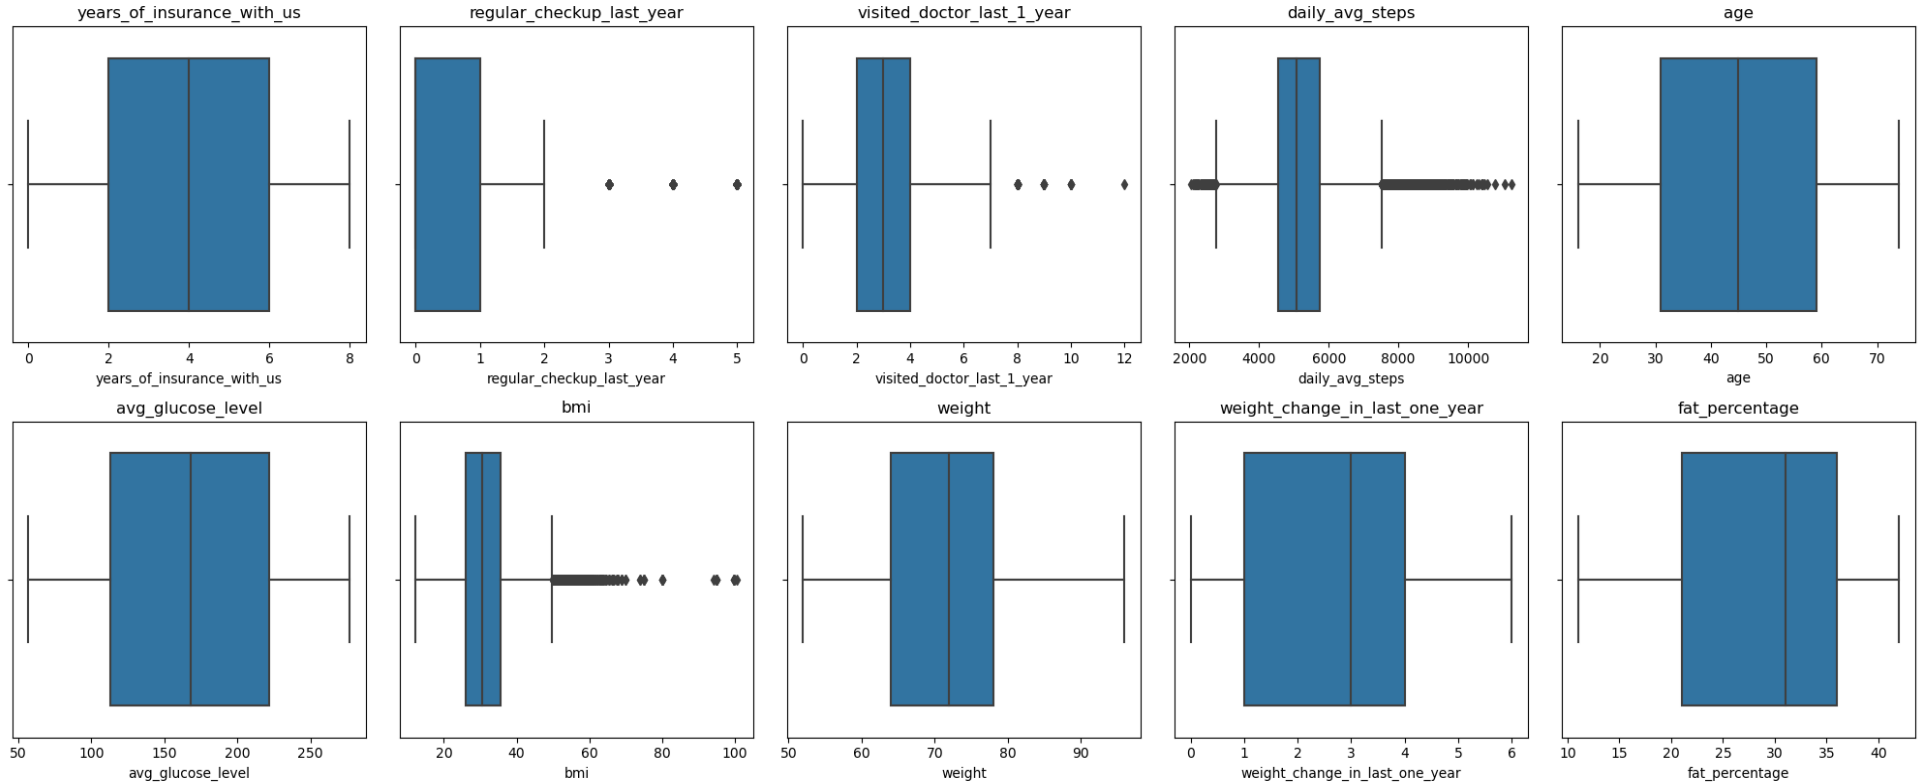 years_of_insurance_with_us
regular_checkup_last_year
visited_doctor_last_1_year
daily_avg_steps
age
0 2 4 6 8
0 1 2 3 4 5
0 2 4 6 8 10 12
2000 4000 6000 8000 10000
20 30 40 50 60 70
years_of_insurance_with_us
regular_checkup_last_year
visited_doctor_last_1_year
daily_avg_steps
age
avg_glucose_level
bmi
weight
weight_change_in_last_one_year
fat_percentage
50 100 150 200 250
20 40 60 80 100
50 60 70 80 90
0 1 2 3 4 5 6
10 15 20 25 30 35 40
avg_glucose_level
bmi
weight
weight_change_in_last_one_year
fat_percentage